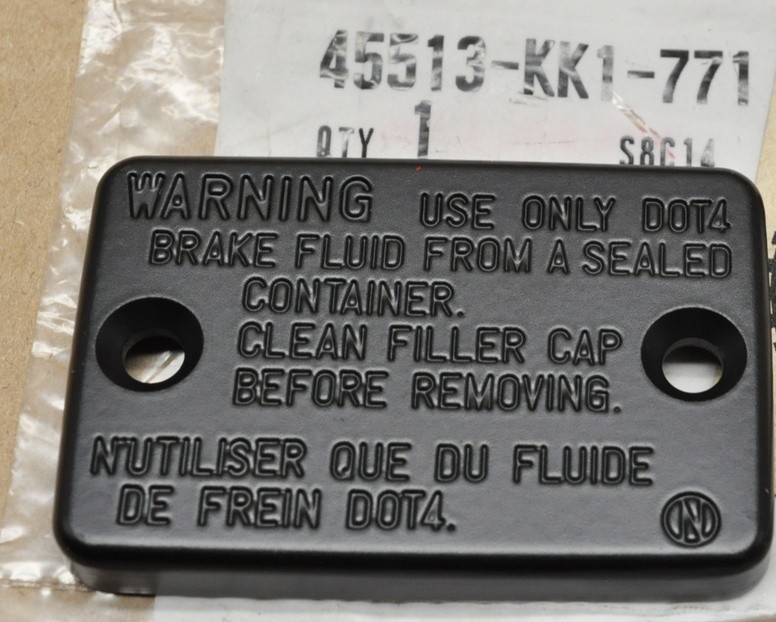 45513-KK1-771
QTY 1 S8G14
WARNING USE ONLY DOT4
BRAKE FLUID FROM A SEALED
CONTAINER.
CLEAN FILLER CAP
BEFORE REMOVING.
N'UTILISER QUE DU FLUIDE
DE FREIN DOT4.
N